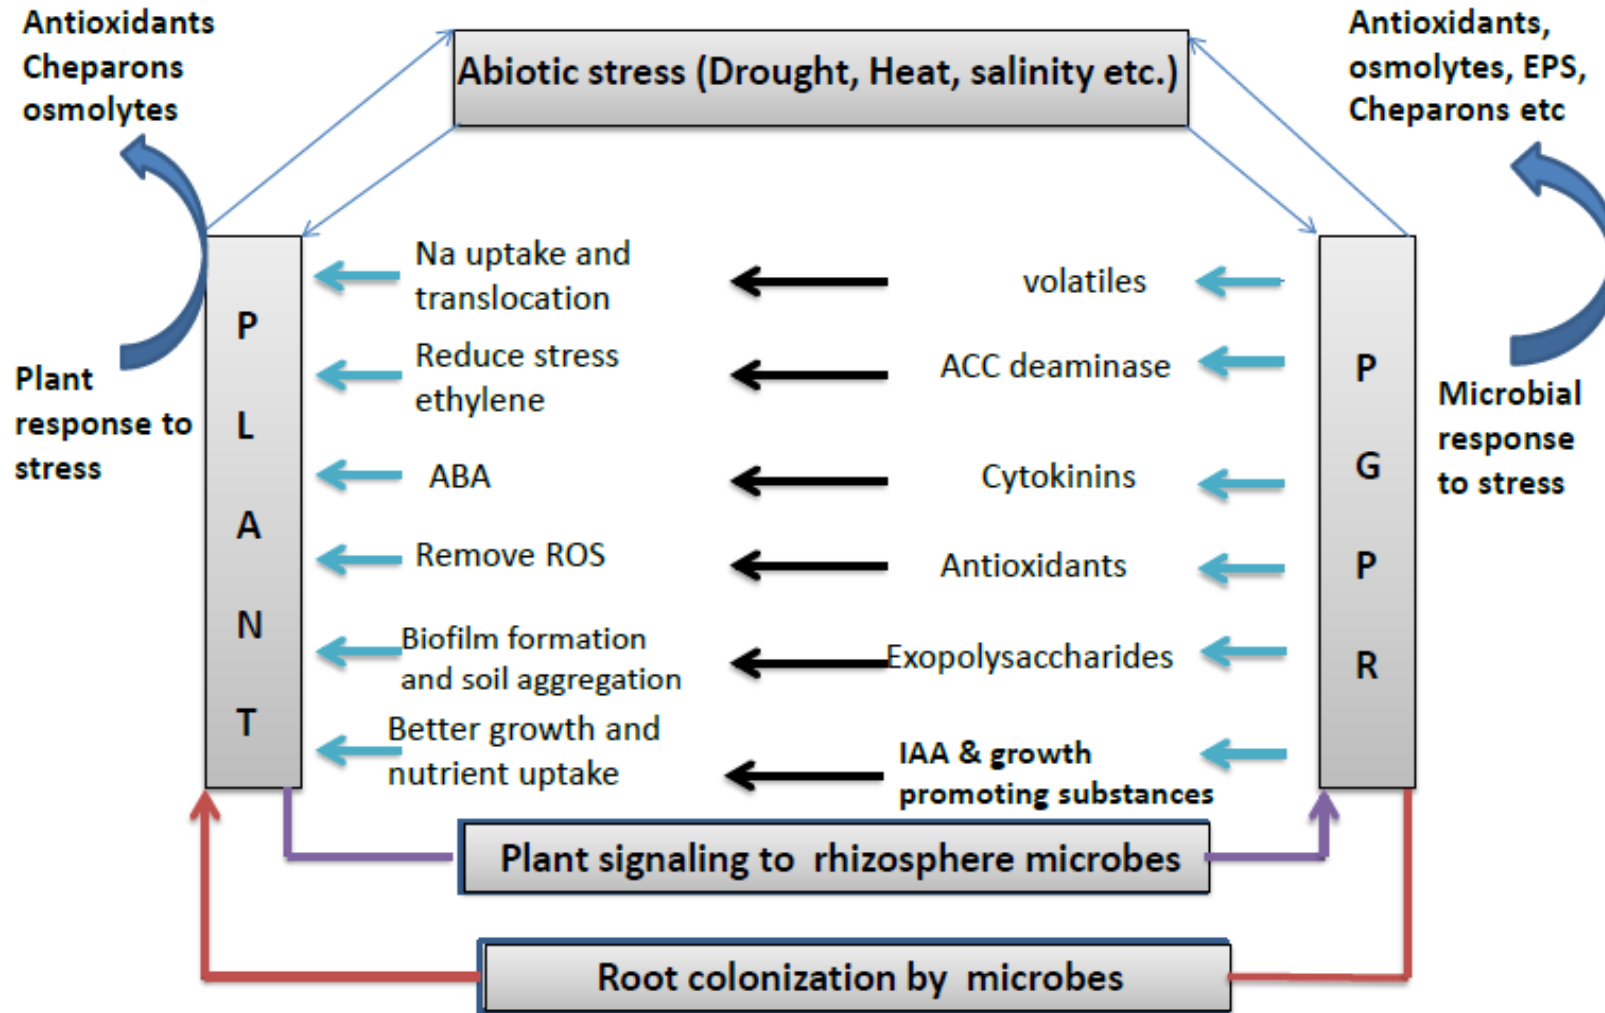 Antioxidants
Cheparons
osmolytes
Abiotic stress (Drought, Heat, salinity etc.)
Antioxidants,
osmolytes, EPS,
Cheparons etc
Plant
response to
stress
P
L
A
N
T
Na uptake and
translocation
volatiles
Reduce stress
ethylene
ACC deaminase
ABA
Cytokinins
Remove ROS
Antioxidants
Biofilm formation
and soil aggregation
Exopolysaccharides
Better growth and
nutrient uptake
IAA & growth
promoting substances
P
G
P
R
Microbial
response
to stress
Plant signaling to rhizosphere microbes
Root colonization by microbes